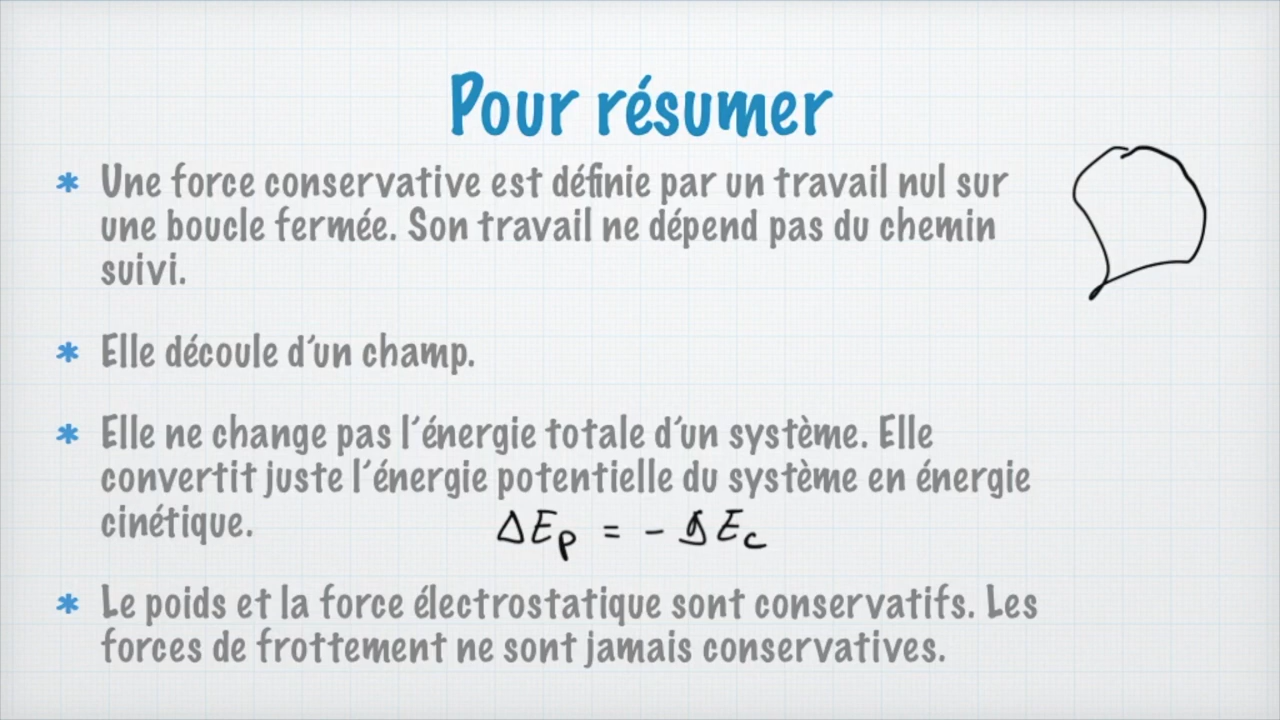 Pour résumer
* Une force conservative est définie par un travail nul sur
une boucle fermée. Son travail ne dépend pas du chemin
suivi.
* Elle découle d'un champ.
* Elle ne change pas l'énergie totale d'un système. Elle
convertit juste l'énergie potentielle du système en énergie
cinétique.
ΔEp = - ΔEc
* Le poids et la force électrostatique sont conservatifs. Les
forces de frottement ne sont jamais conservatives.